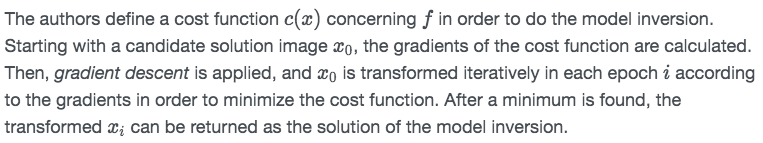 The authors define a cost function c(x) concerning f in order to do the model inversion.
Starting with a candidate solution image x₀, the gradients of the cost function are calculated.
Then, gradient descent is applied, and x₀ is transformed iteratively in each epoch i according
to the gradients in order to minimize the cost function. After a minimum is found, the
transformed xᵢ can be returned as the solution of the model inversion.